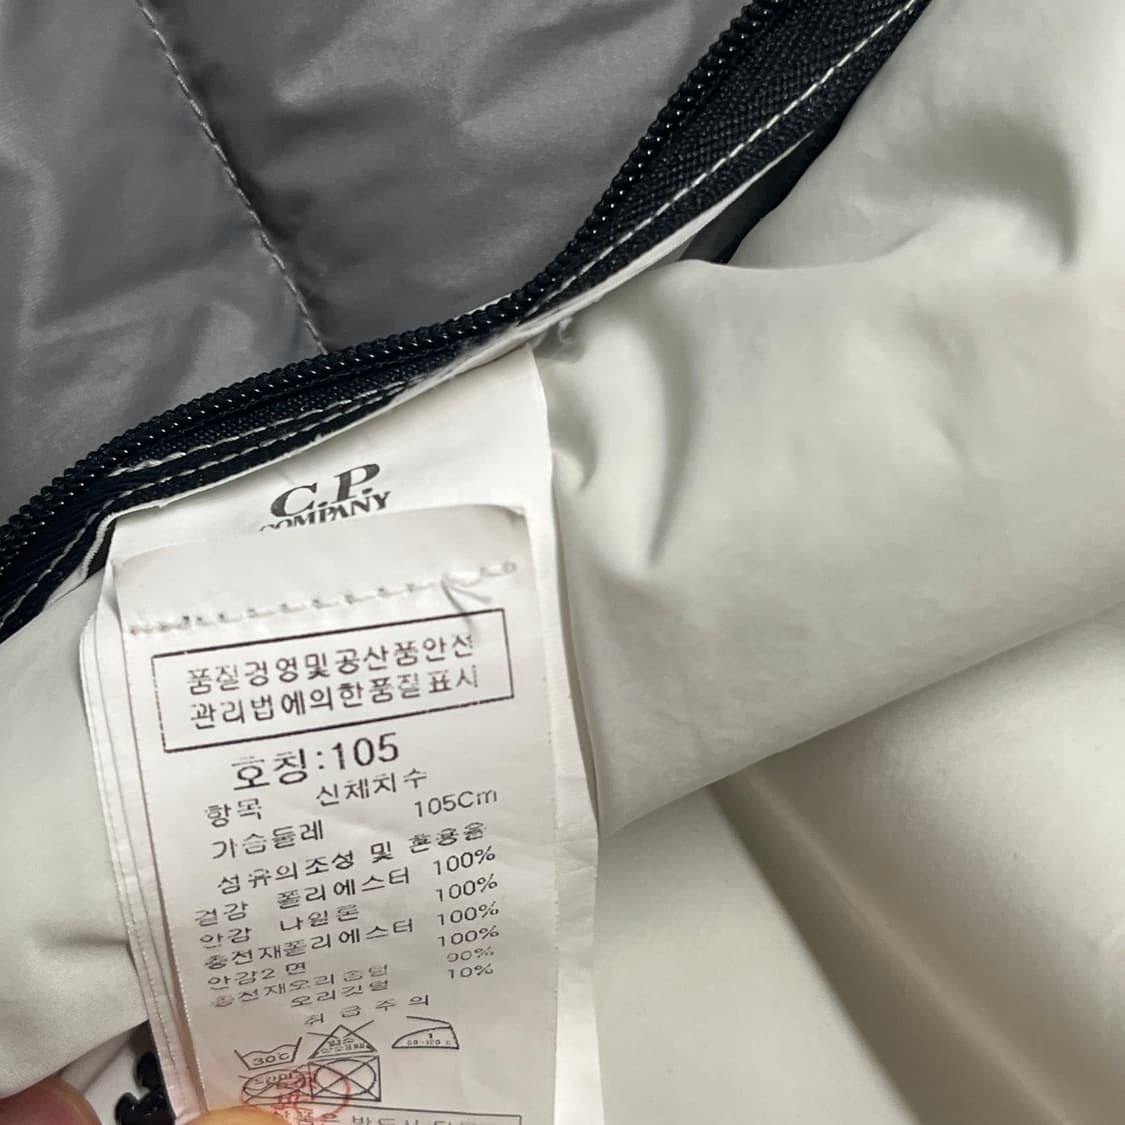 C.P.
COMPANY
품질경영및공산품안전
관리법에의한품질표시
호칭:105
항목 신체치수
가슴둘레 105Cm
섬유의조성 및 혼용율
겉감 폴리에스터 100%
안감 나일론 100%
충전재폴리에스터 100%
안감2 면 100%
충전재오리솜털 90%
오리깃털 10%
취급주의
30℃